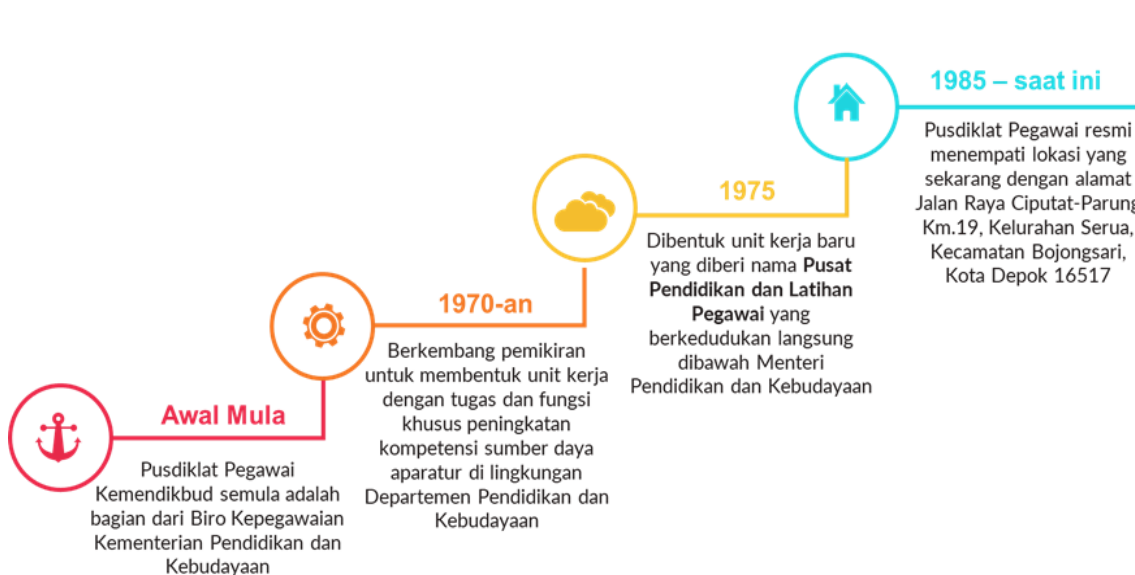 Awal Mula
Pusdiklat Pegawai
Kemendikbud semula adalah
bagian dari Biro Kepegawaian
Kementerian Pendidikan dan
Kebudayaan
1970-an
Berkembang pemikiran
untuk membentuk unit kerja
dengan tugas dan fungsi
khusus peningkatan
kompetensi sumber daya
aparatur di lingkungan
Departemen Pendidikan dan
Kebudayaan
1975
Dibentuk unit kerja baru
yang diberi nama Pusat
Pendidikan dan Latihan
Pegawai yang
berkedudukan langsung
dibawah Menteri
Pendidikan dan Kebudayaan
1985 – saat ini
Pusdiklat Pegawai resmi
menempati lokasi yang
sekarang dengan alamat
Jalan Raya Ciputat-Parung
Km.19, Kelurahan Serua,
Kecamatan Bojongsari,
Kota Depok 16517